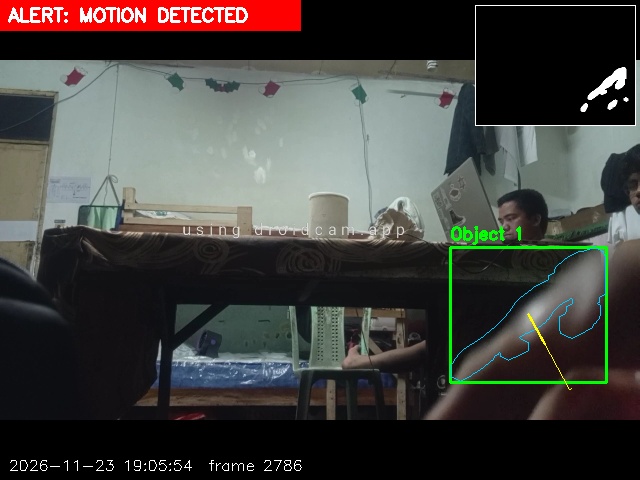 ALERT: MOTION DETECTED
using droidcam app
Object 1
2026-11-23 19:05:54 frame 2786